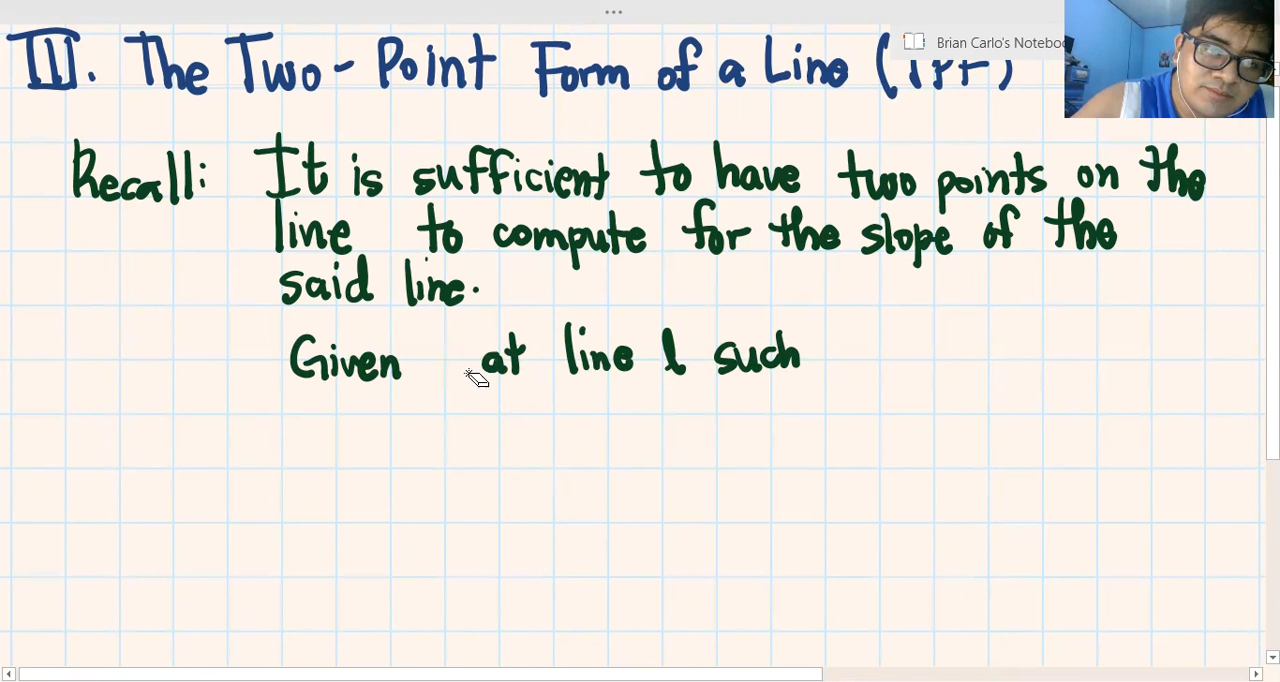 III. The Two-Point Form of a Line (TPF)
Brian Carlo's Noteboo
Recall: It is sufficient to have two points on the
line to compute for the slope of the
said line.
Given at line l such